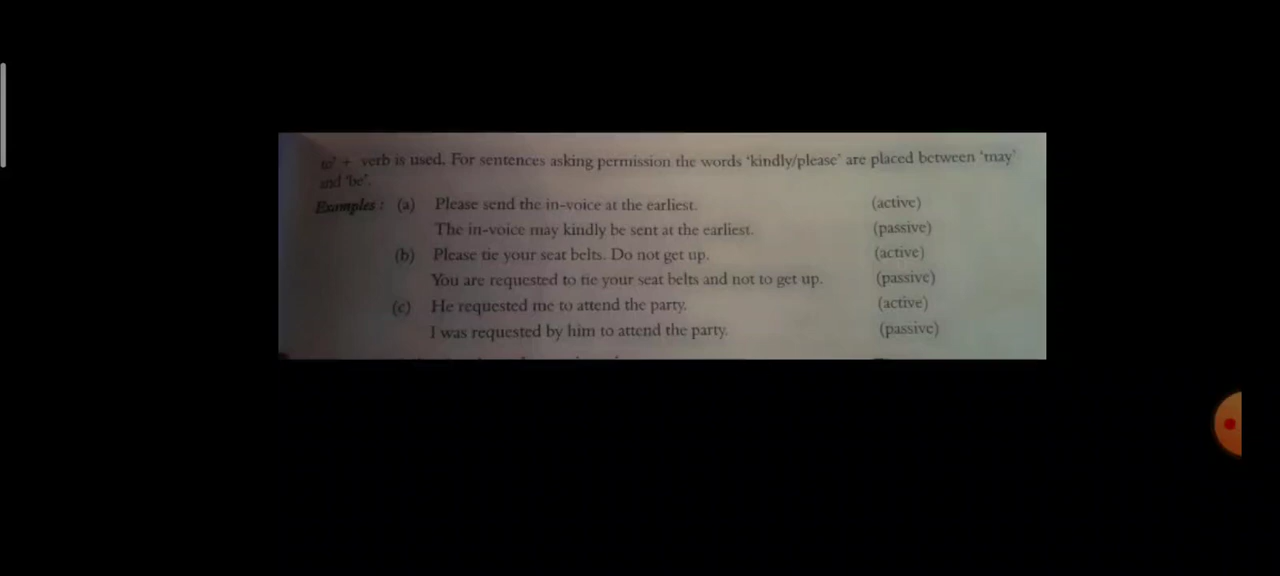 to' + verb is used. For sentences asking permission the words 'kindly/please' are placed between 'may'
and 'be'.
Examples : (a) Please send the in-voice at the earliest. (active)
The in-voice may kindly be sent at the earliest. (passive)
(b) Please tie your seat belts. Do not get up. (active)
You are requested to tie your seat belts and not to get up. (passive)
(c) He requested me to attend the party. (active)
I was requested by him to attend the party. (passive)